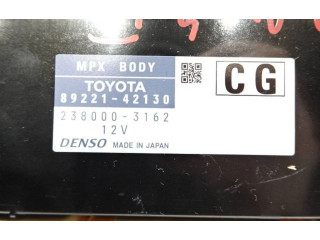 MPX BODY
CG
TOYOTA
89221-42130
238000-3162
12V
DENSO MADE IN JAPAN